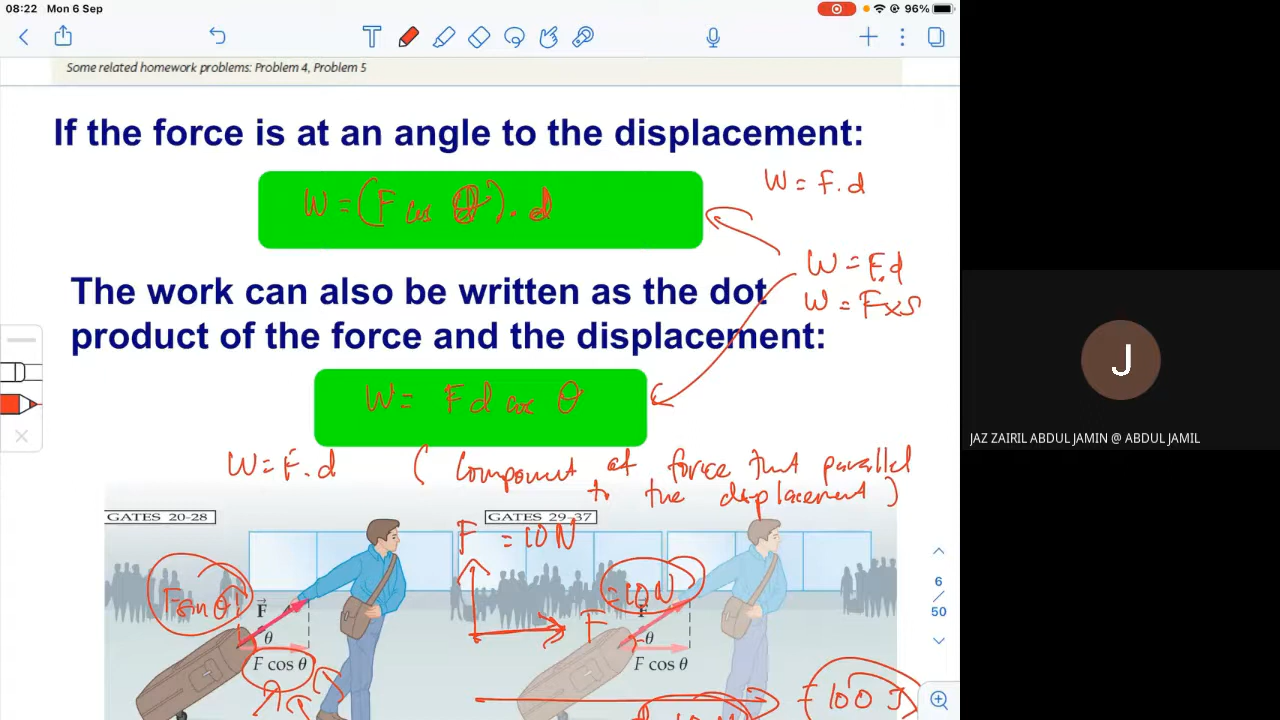 08:22 Mon 6 Sep 96%
Some related homework problems: Problem 4, Problem 5
If the force is at an angle to the displacement:
W = F.d
W = (F cos θ). d
W = F.d
W = F×S
The work can also be written as the dot
product of the force and the displacement:
W = F d cos θ
W = F.d ( component of force that parallel
to the displacement )
GATES 20-28 GATES 29-37
F = 10 N
F sin θ F θ F cos θ
F = 10 N F θ F cos θ
= 100 J
6
/
50
J
JAZ ZAIRIL ABDUL JAMIN @ ABDUL JAMIL